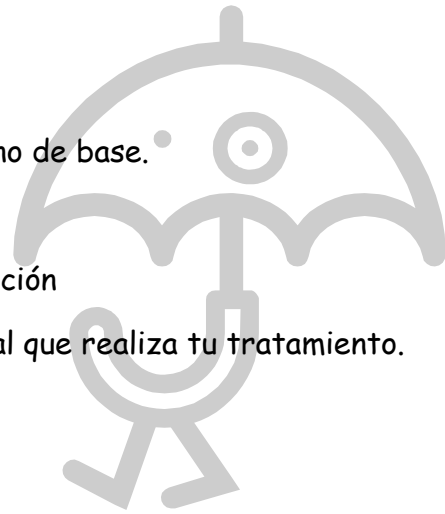 no de base.
ción
al que realiza tu tratamiento.